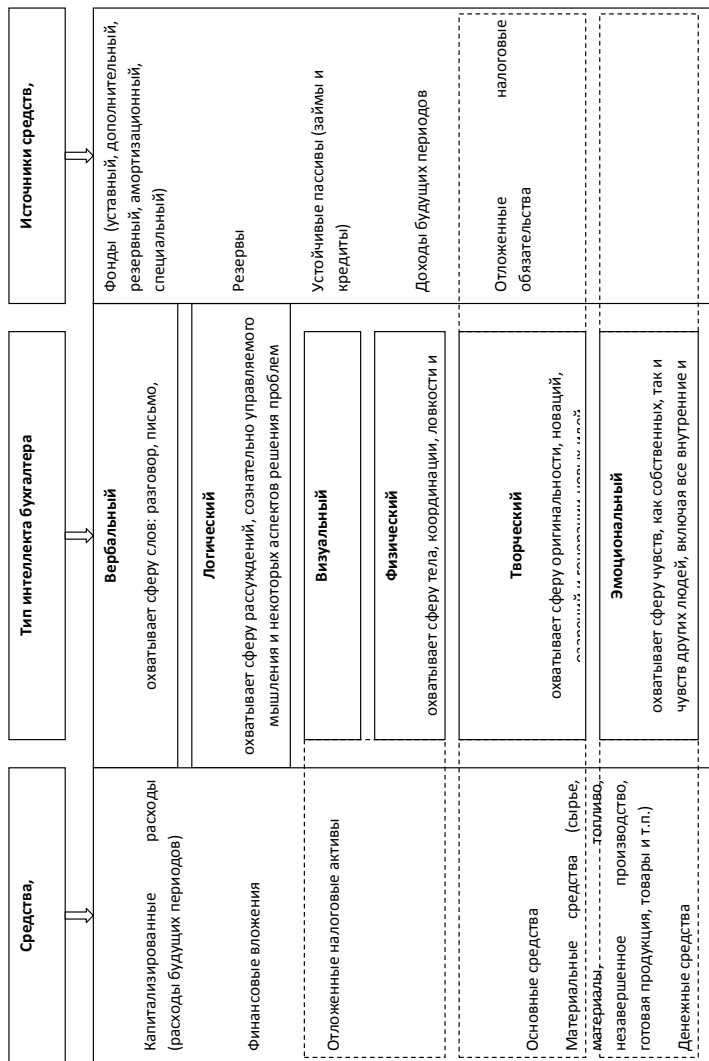 Средства,
Капитализированные расходы
(расходы будущих периодов)
Финансовые вложения
Отложенные налоговые активы
Основные средства
Материальные средства (сырье,
материалы, топливо,
незавершенное производство,
готовая продукция, товары и т.п.)
Денежные средства
Тип интеллекта бухгалтера
Вербальный
охватывает сферу слов: разговор, письмо,
Логический
охватывает сферу рассуждений, сознательно управляемого
мышления и некоторых аспектов решения проблем
Визуальный
Физический
охватывает сферу тела, координации, ловкости и
Творческий
охватывает сферу оригинальности, новаций,
озарений и генерации новых идей
Эмоциональный
охватывает сферу чувств, как собственных, так и
чувств других людей, включая все внутренние и
Источники средств,
Фонды (уставный, дополнительный,
резервный, амортизационный,
специальный)
Резервы
Устойчивые пассивы (займы и
кредиты)
Доходы будущих периодов
Отложенные налоговые
обязательства